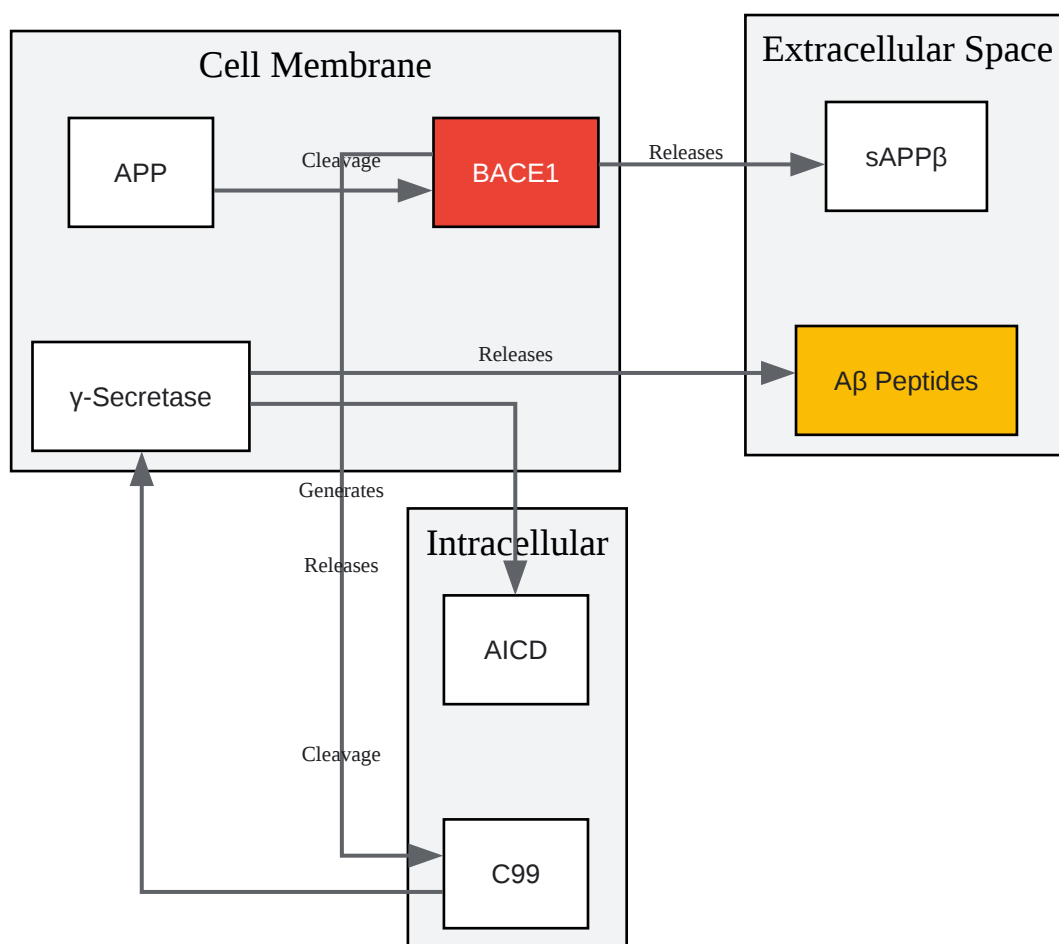 Cell Membrane
Extracellular Space
APP
Cleavage
BACE1
Releases
sAPPβ
γ-Secretase
Releases
Aβ Peptides
Generates
Intracellular
Releases
AICD
Cleavage
C99